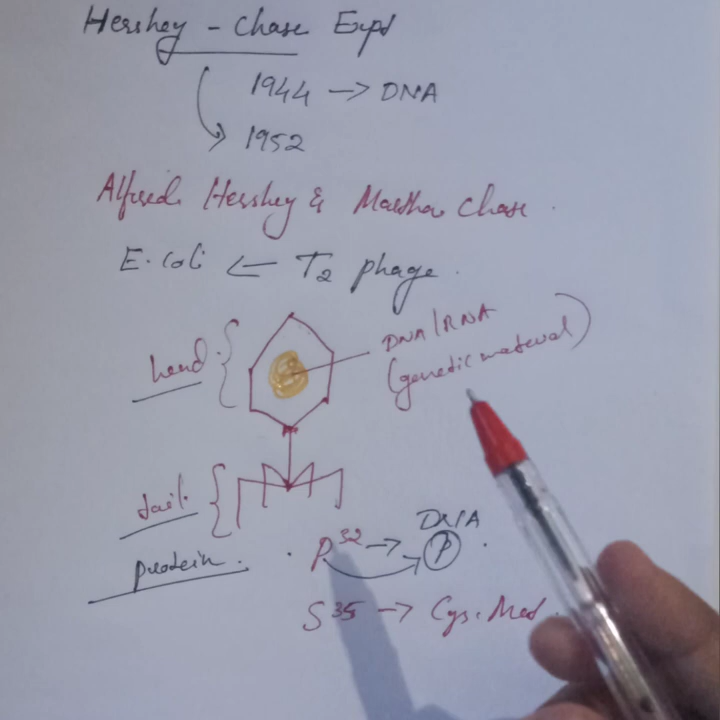 Hershey - Chase Expt
1944 → DNA
1952
Alfred Hershey & Martha Chase.
E. coli ← T2 phage.
head
DNA/RNA
(genetic material)
tail
protein.
DNA
P32 → P
S35 → Cys. Met.